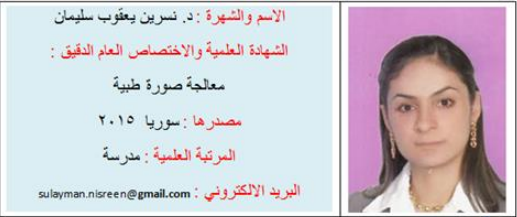 الاسم والشهرة : د. نسرين يعقوب سليمان
الشهادة العلمية والاختصاص العام الدقيق :
معالجة صورة طبية
مصدرها : سوريا ٢٠١٥
المرتبة العلمية : مدرسة
البريد الالكتروني : sulayman.nisreen@gmail.com